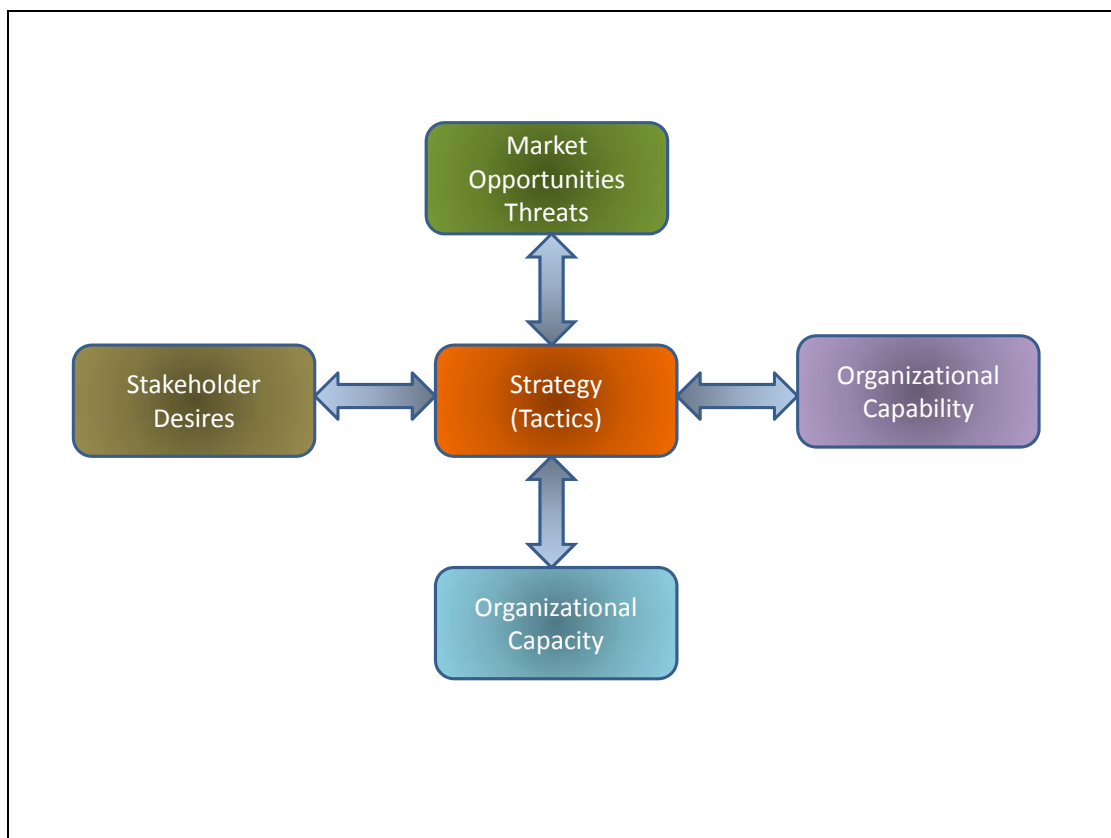 Market
Opportunities
Threats
Stakeholder
Desires
Strategy
(Tactics)
Organizational
Capability
Organizational
Capacity